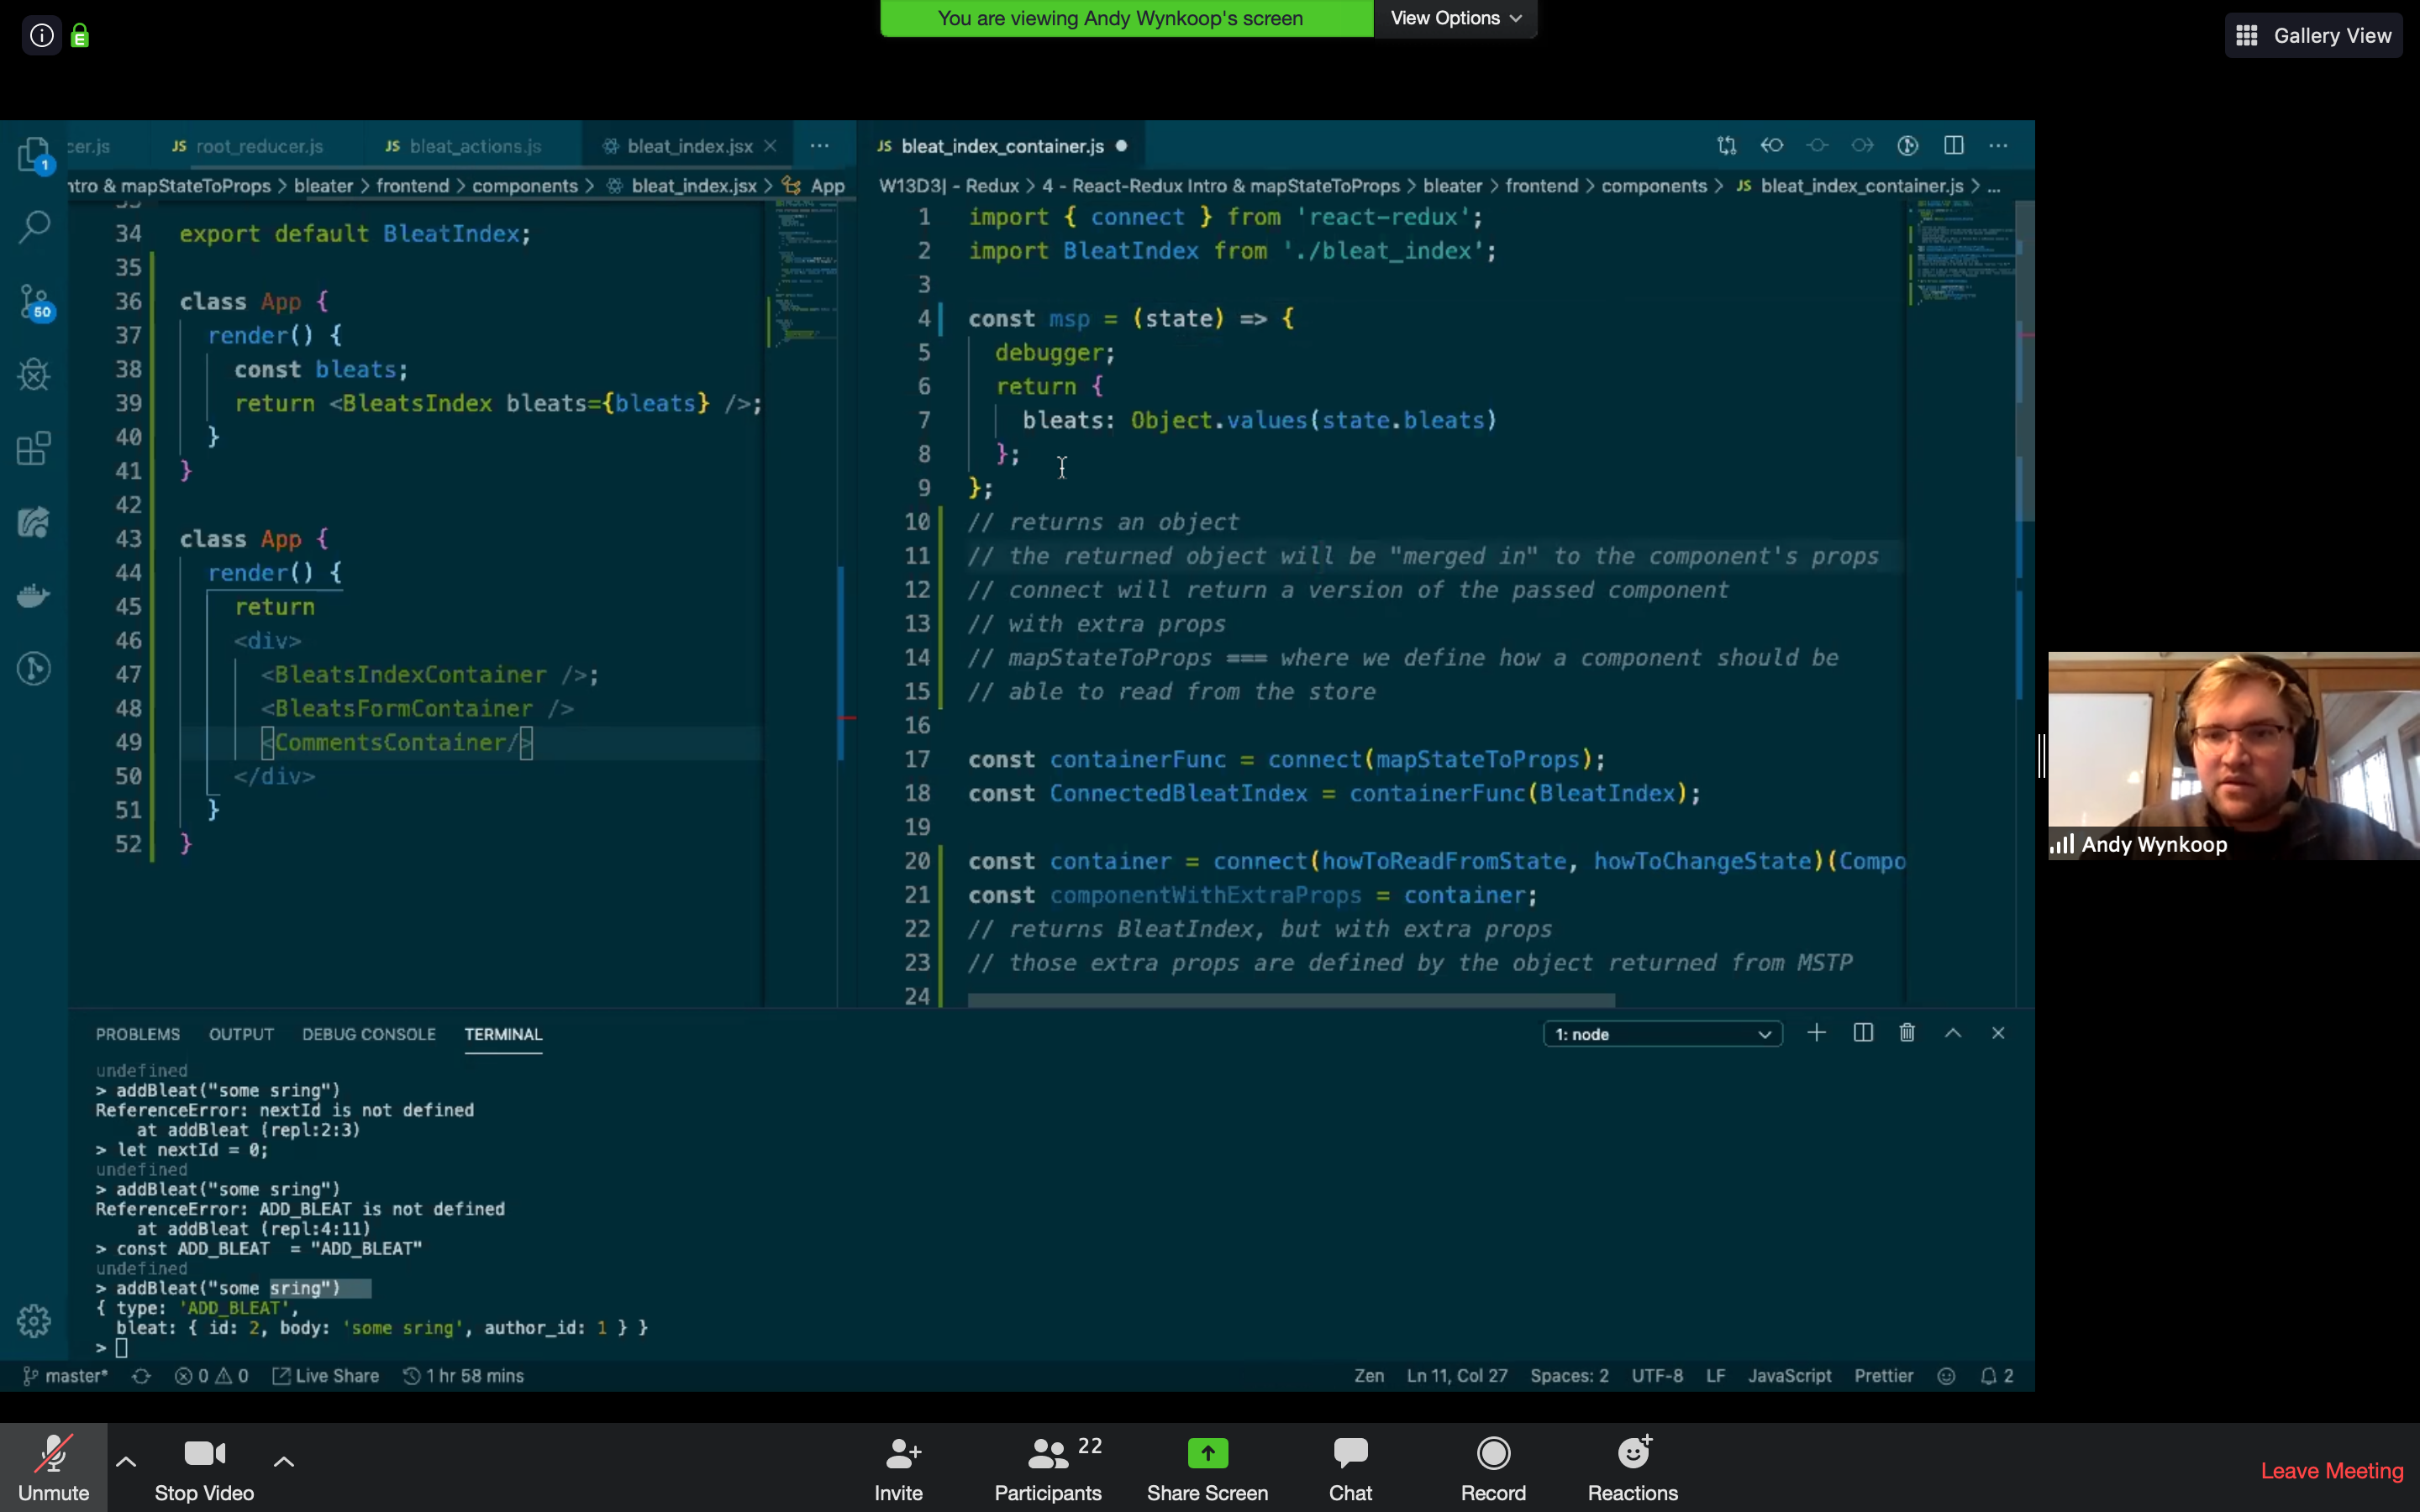 You are viewing Andy Wynkoop's screen
View Options
Gallery View
cer.js
JS root_reducer.js
JS bleat_actions.js
bleat_index.jsx
ntro & mapStateToProps > bleater > frontend > components > bleat_index.jsx > App
34 export default BleatIndex;
35
36 class App {
37 render() {
38 const bleats;
39 return <BleatsIndex bleats={bleats} />;
40 }
41 }
42
43 class App {
44 render() {
45 return
46 <div>
47 <BleatsIndexContainer />;
48 <BleatsFormContainer />
49 <CommentsContainer/>
50 </div>
51 }
52 }
JS bleat_index_container.js
W13D3| - Redux > 4 - React-Redux Intro & mapStateToProps > bleater > frontend > components > JS bleat_index_container.js > ...
1 import { connect } from 'react-redux';
2 import BleatIndex from './bleat_index';
3
4 const msp = (state) => {
5 debugger;
6 return {
7 bleats: Object.values(state.bleats)
8 };
9 };
10 // returns an object
11 // the returned object will be "merged in" to the component's props
12 // connect will return a version of the passed component
13 // with extra props
14 // mapStateToProps === where we define how a component should be
15 // able to read from the store
16
17 const containerFunc = connect(mapStateToProps);
18 const ConnectedBleatIndex = containerFunc(BleatIndex);
19
20 const container = connect(howToReadFromState, howToChangeState)(Compo
21 const componentWithExtraProps = container;
22 // returns BleatIndex, but with extra props
23 // those extra props are defined by the object returned from MSTP
24
1
50
PROBLEMS OUTPUT DEBUG CONSOLE TERMINAL
1: node
undefined
> addBleat("some sring")
ReferenceError: nextId is not defined
at addBleat (repl:2:3)
> let nextId = 0;
undefined
> addBleat("some sring")
ReferenceError: ADD_BLEAT is not defined
at addBleat (repl:4:11)
> const ADD_BLEAT = "ADD_BLEAT"
undefined
> addBleat("some sring")
{ type: 'ADD_BLEAT',
bleat: { id: 2, body: 'some sring', author_id: 1 } }
>
master* 0 0 Live Share 1 hr 58 mins
Zen Ln 11, Col 27 Spaces: 2 UTF-8 LF JavaScript Prettier 2
Andy Wynkoop
Unmute
Stop Video
Invite
Participants 22
Share Screen
Chat
Record
Reactions
Leave Meeting